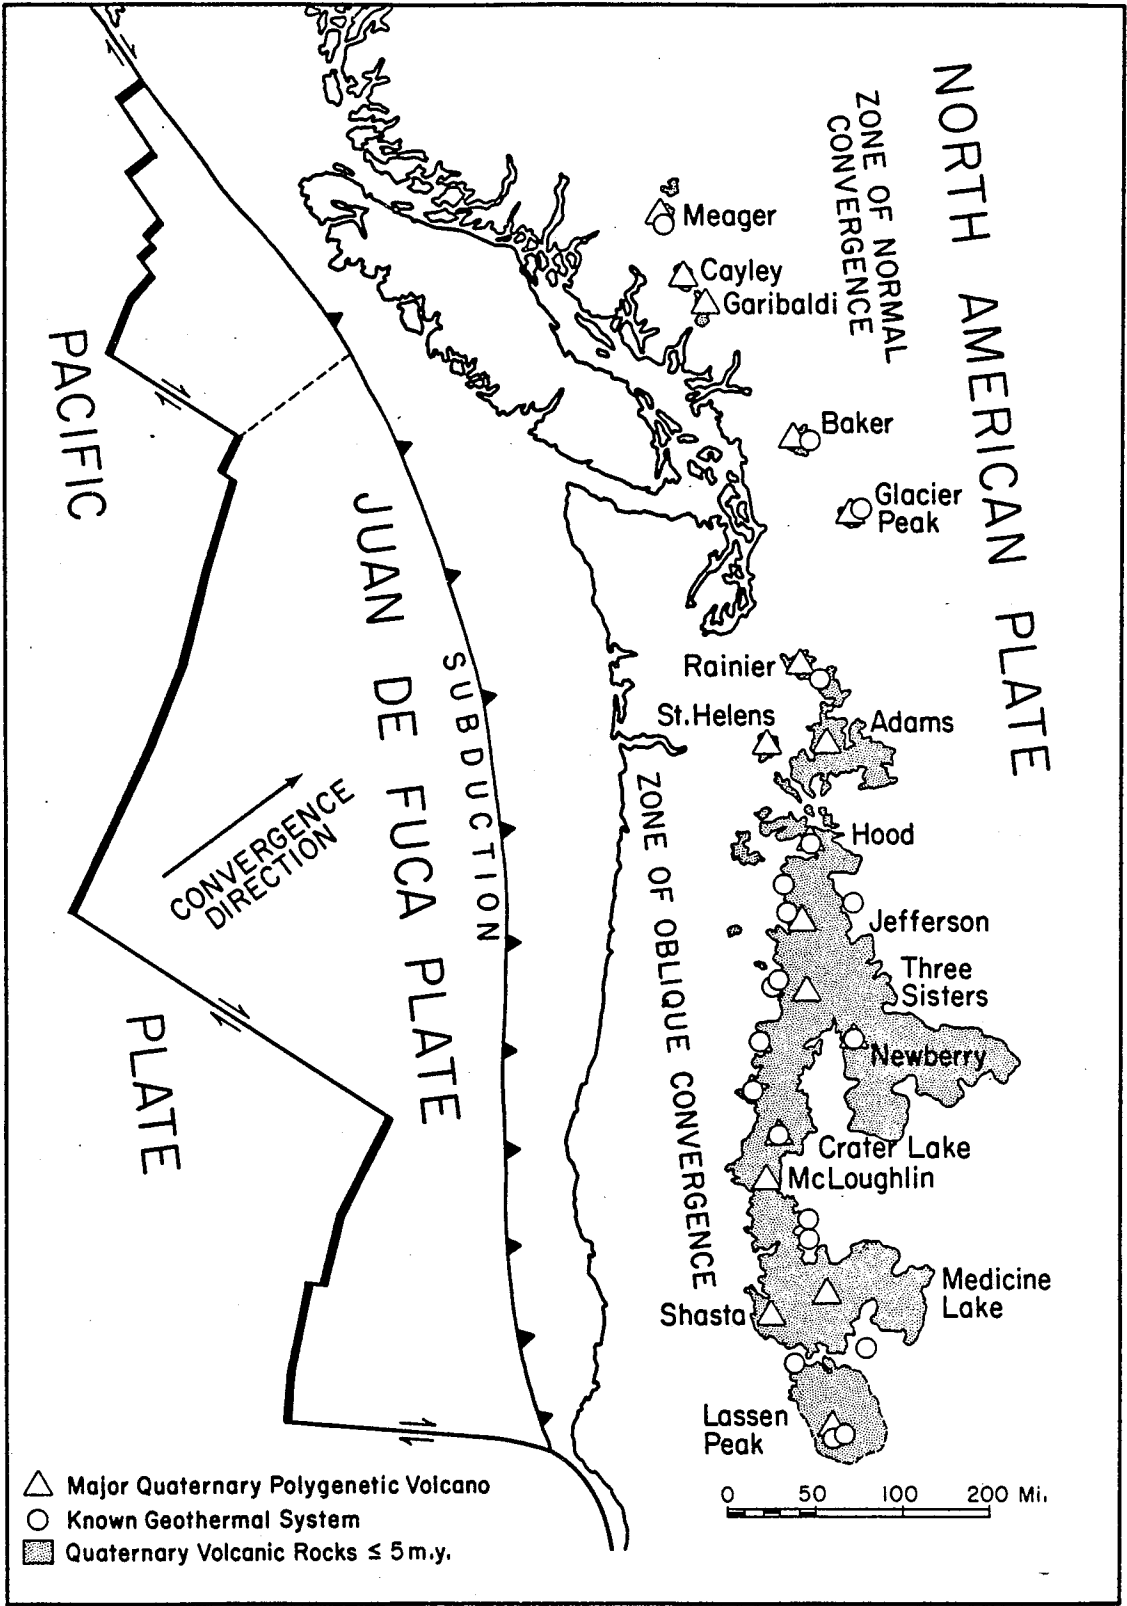 NORTH AMERICAN PLATE
ZONE OF NORMAL
CONVERGENCE
Meager
Cayley
Garibaldi
Baker
Glacier
Peak
PACIFIC
PLATE
JUAN DE FUCA PLATE
SUBDUCTION
CONVERGENCE
DIRECTION
ZONE OF OBLIQUE CONVERGENCE
Rainier
St. Helens
Adams
Hood
Jefferson
Three
Sisters
Newberry
Crater Lake
McLoughlin
Medicine
Lake
Shasta
Lassen
Peak
Major Quaternary Polygenetic Volcano
Known Geothermal System
Quaternary Volcanic Rocks ≤ 5 m.y.
0 50 100 200 Mi.